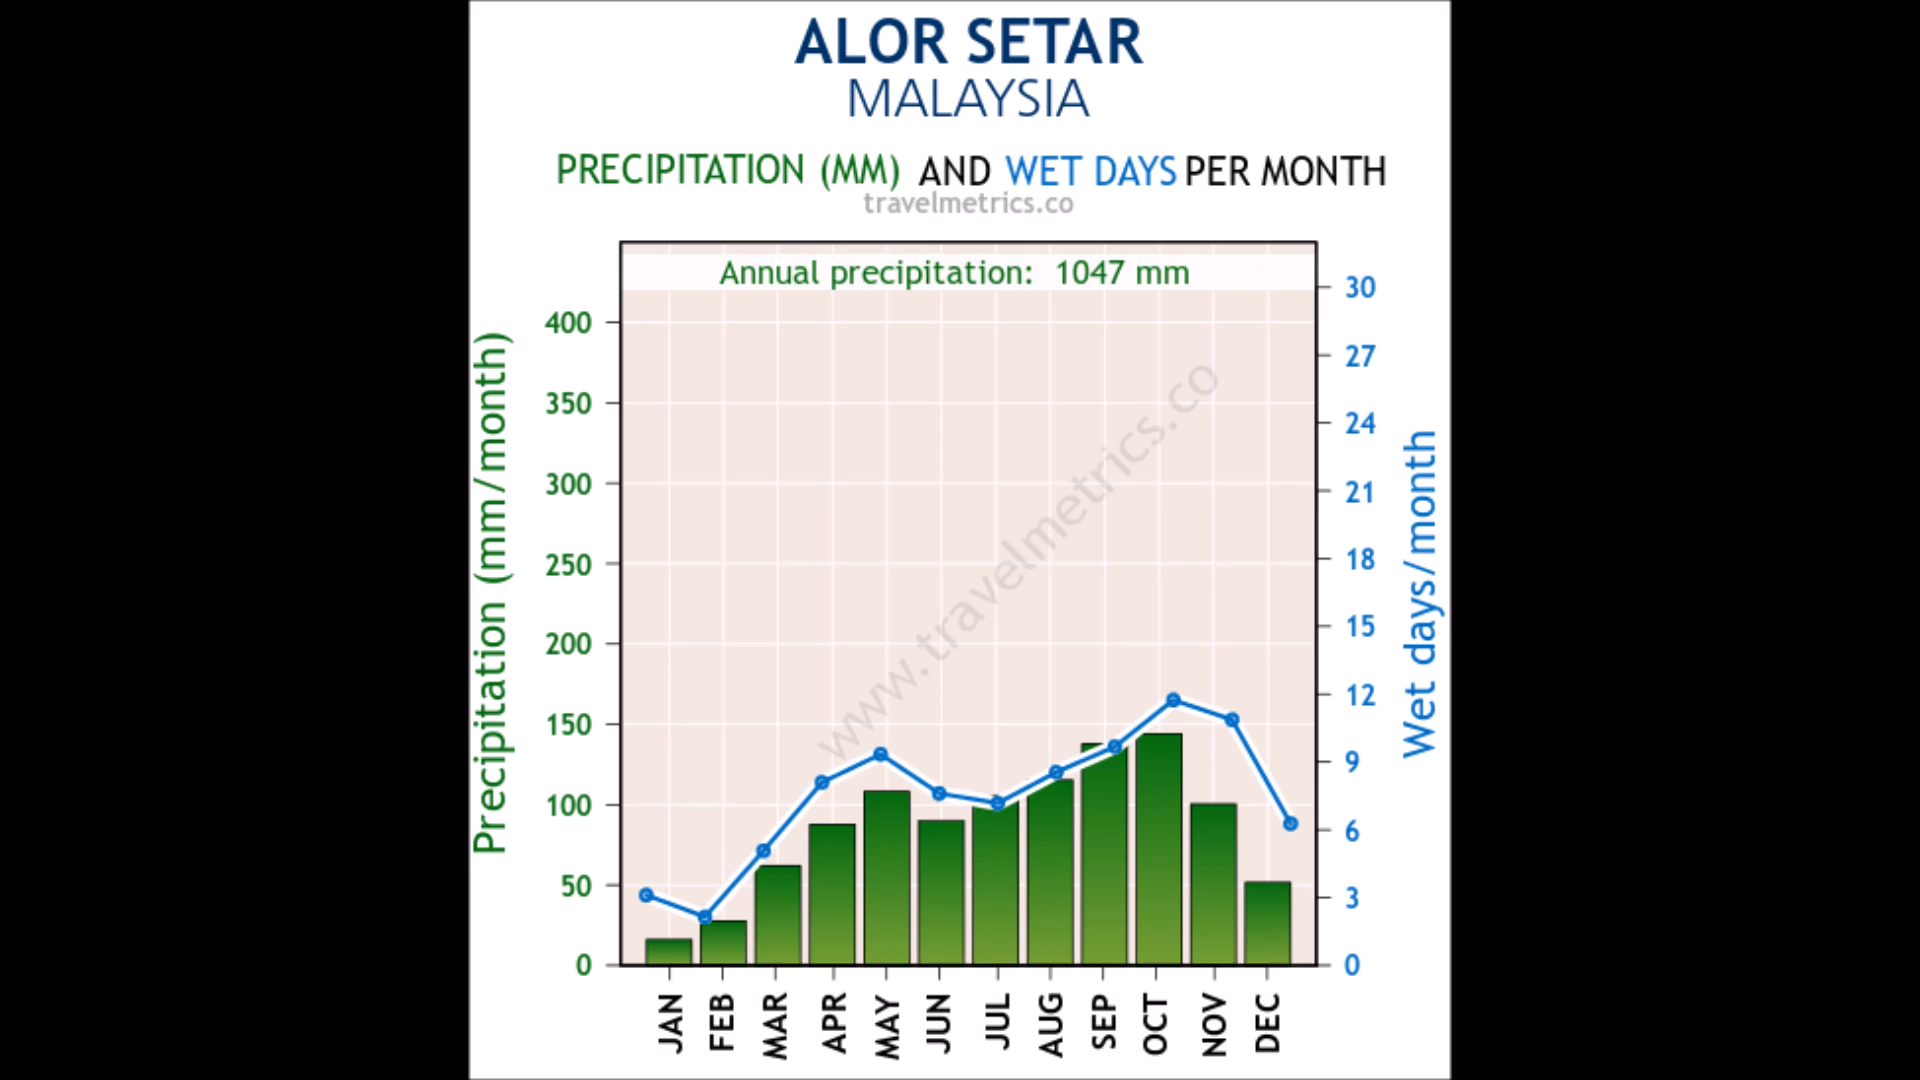 ALOR SETAR
MALAYSIA
PRECIPITATION (MM) AND WET DAYS PER MONTH
travelmetrics.co
Annual precipitation: 1047 mm
Precipitation (mm/month)
400
350
300
250
200
150
100
50
0
www.travelmetrics.co
30
27
24
21
18
15
12
9
6
3
0
Wet days/month
JAN FEB MAR APR MAY JUN JUL AUG SEP OCT NOV DEC